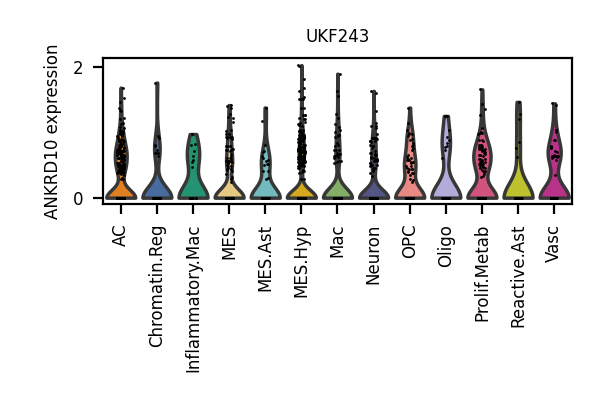 UKF243
ANKRD10 expression
2
0
AC
Chromatin.Reg
Inflammatory.Mac
MES
MES.Ast
MES.Hyp
Mac
Neuron
OPC
Oligo
Prolif.Metab
Reactive.Ast
Vasc